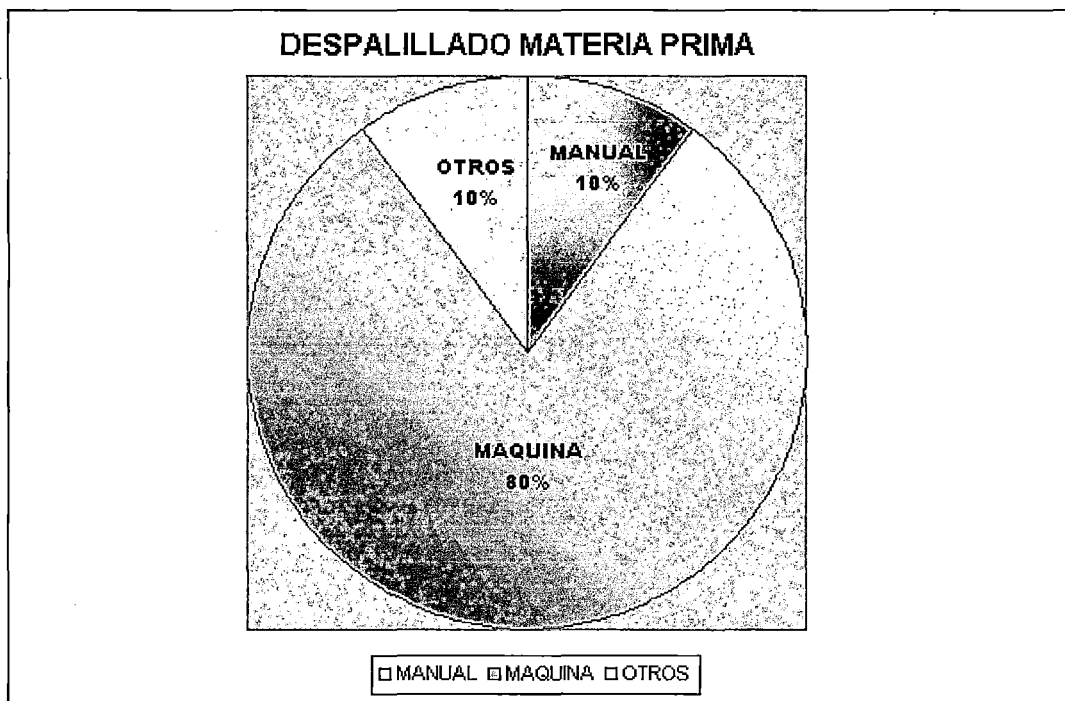 DESPALILLADO MATERIA PRIMA
OTROS
10%
MANUAL
10%
MAQUINA
80%
MANUAL MAQUINA OTROS